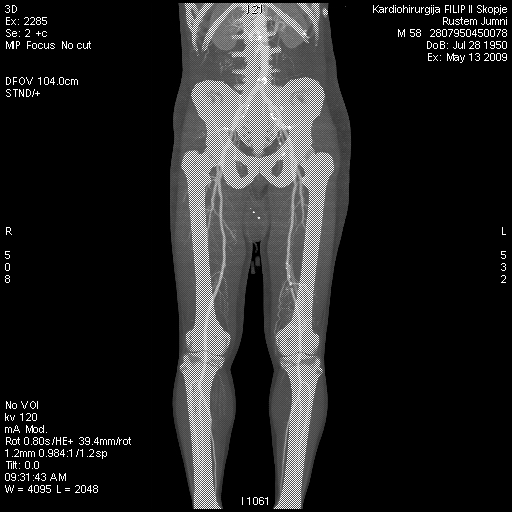 3D
Ex: 2285
Se: 2 +c
MIP Focus No cut
DFOV 104.0cm
STND/+
Kardiohirurgija FILIP II Skopje
Rustem Jumni
M 58 2807950450078
DoB: Jul 28 1950
Ex: May 13 2009
R
5
0
8
L
5
3
2
No VOI
kv 120
mA Mod.
Rot 0.80s/HE+ 39.4mm/rot
1.2mm 0.984:1/1.2sp
Tilt: 0.0
09:31:43 AM
W = 4095 L = 2048
I 1061